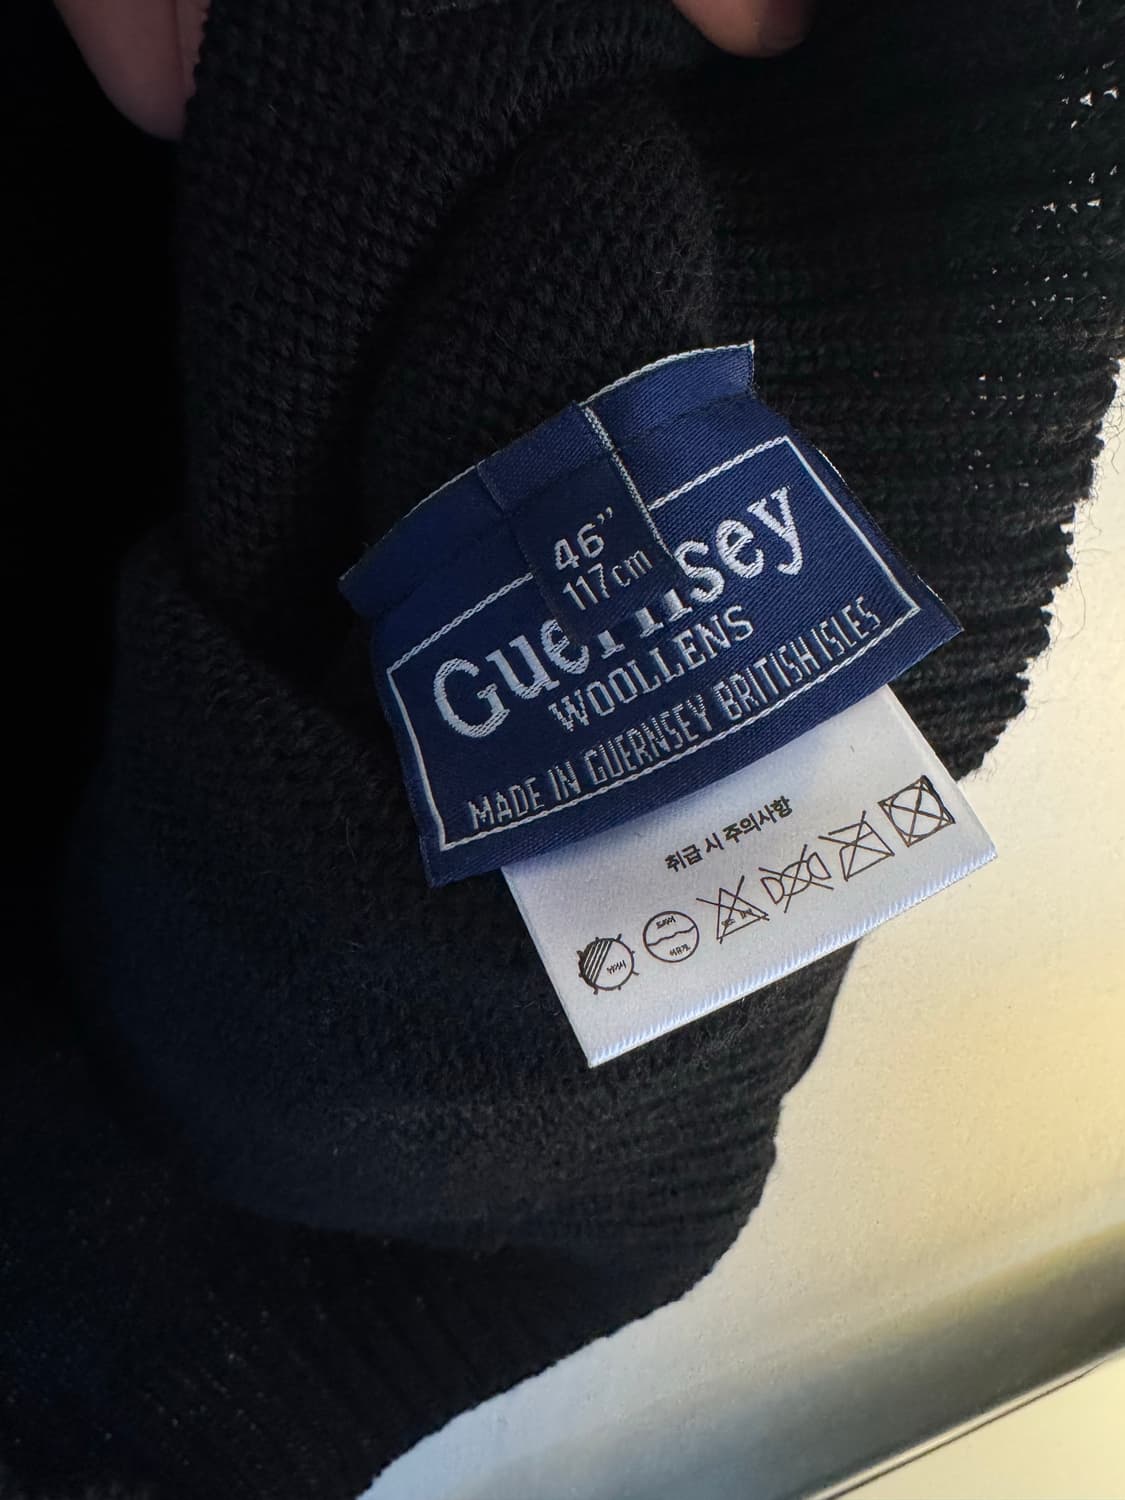 46"
117cm
Guernsey
WOOLLENS
MADE IN GUERNSEY BRITISH ISLES
취급 시 주의사항